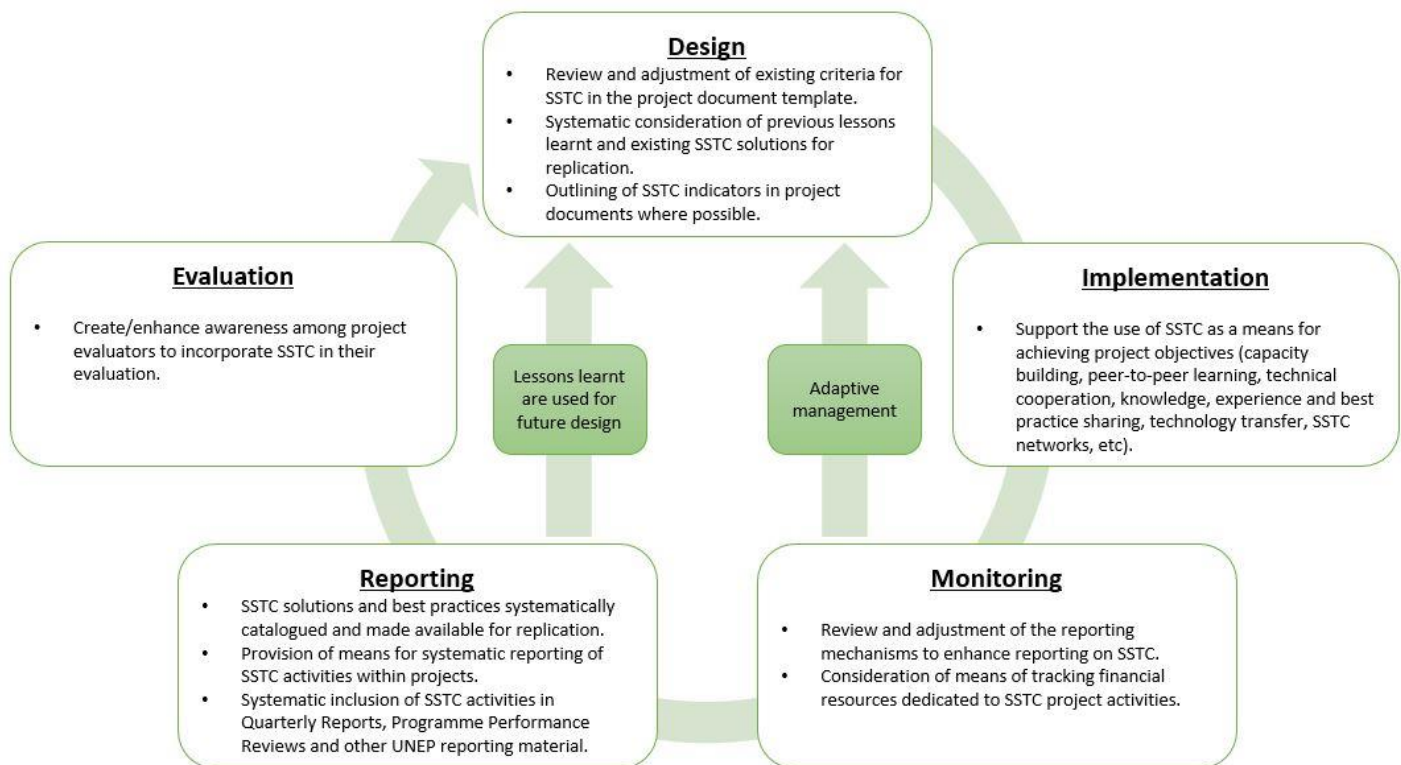 Design
• Review and adjustment of existing criteria for
SSTC in the project document template.
• Systematic consideration of previous lessons
learnt and existing SSTC solutions for
replication.
• Outlining of SSTC indicators in project
documents where possible.
Evaluation
• Create/enhance awareness among project
evaluators to incorporate SSTC in their
evaluation.
Lessons learnt
are used for
future design
Adaptive
management
Implementation
• Support the use of SSTC as a means for
achieving project objectives (capacity
building, peer-to-peer learning, technical
cooperation, knowledge, experience and best
practice sharing, technology transfer, SSTC
networks, etc).
Reporting
• SSTC solutions and best practices systematically
catalogued and made available for replication.
• Provision of means for systematic reporting of
SSTC activities within projects.
• Systematic inclusion of SSTC activities in
Quarterly Reports, Programme Performance
Reviews and other UNEP reporting material.
Monitoring
• Review and adjustment of the reporting
mechanisms to enhance reporting on SSTC.
• Consideration of means of tracking financial
resources dedicated to SSTC project activities.